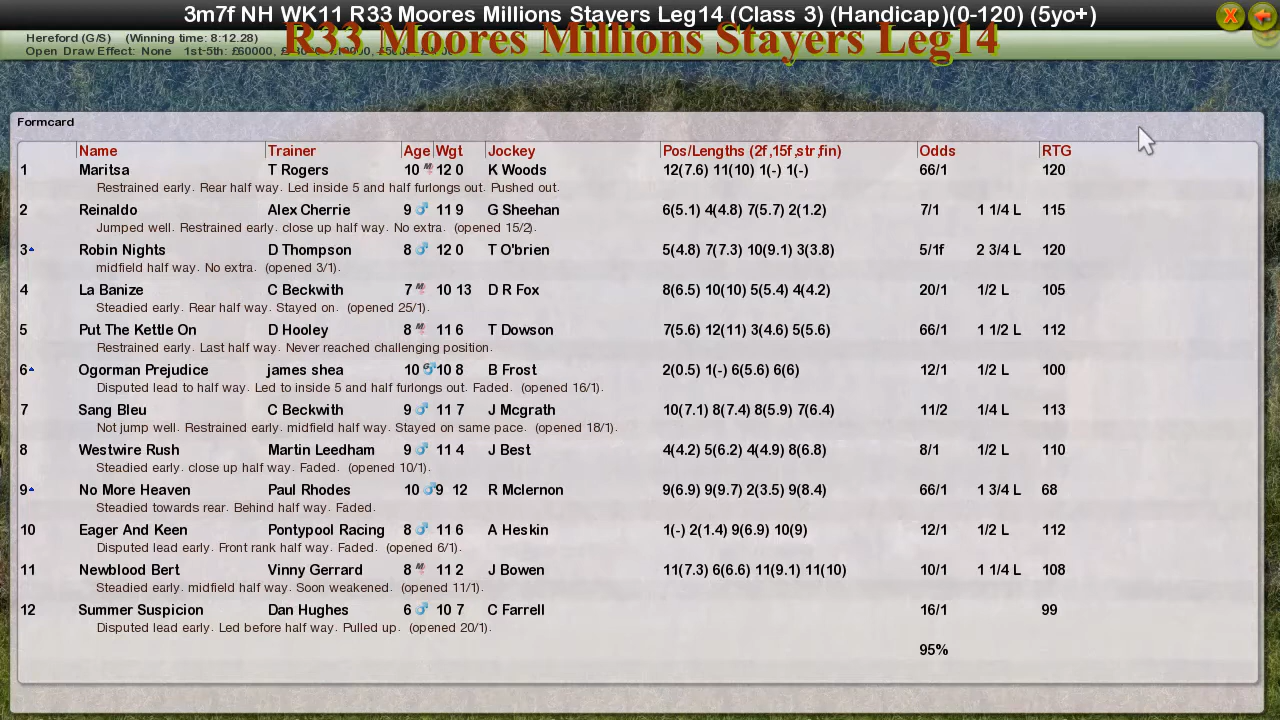 3m7f NH WK11 R33 Moores Millions Stayers Leg14 (Class 3) (Handicap)(0-120) (5yo+)
Hereford (G/S) (Winning time: 8:12.28)
R33 Moores Millions Stayers Leg14
Open Draw Effect: None 1st-5th: £60000,
Formcard
Name Trainer Age Wgt Jockey Pos/Lengths (2f,15f,str,fin) Odds RTG
1 Maritsa T Rogers 10 12 0 K Woods 12(7.6) 11(10) 1(-) 1(-) 66/1 120
Restrained early. Rear half way. Led inside 5 and half furlongs out. Pushed out.
2 Reinaldo Alex Cherrie 9 11 9 G Sheehan 6(5.1) 4(4.8) 7(5.7) 2(1.2) 7/1 1 1/4 L 115
Jumped well. Restrained early. close up half way. No extra. (opened 15/2).
3 Robin Nights D Thompson 8 12 0 T O'brien 5(4.8) 7(7.3) 10(9.1) 3(3.8) 5/1f 2 3/4 L 120
midfield half way. No extra. (opened 3/1).
4 La Banize C Beckwith 7 10 13 D R Fox 8(6.5) 10(10) 5(5.4) 4(4.2) 20/1 1/2 L 105
Steadied early. Rear half way. Stayed on. (opened 25/1).
5 Put The Kettle On D Hooley 8 11 6 T Dowson 7(5.6) 12(11) 3(4.6) 5(5.6) 66/1 1 1/2 L 112
Restrained early. Last half way. Never reached challenging position.
6 Ogorman Prejudice james shea 10 10 8 B Frost 2(0.5) 1(-) 6(5.6) 6(6) 12/1 1/2 L 100
Disputed lead to half way. Led to inside 5 and half furlongs out. Faded. (opened 16/1).
7 Sang Bleu C Beckwith 9 11 7 J Mcgrath 10(7.1) 8(7.4) 8(5.9) 7(6.4) 11/2 1/4 L 113
Not jump well. Restrained early. midfield half way. Stayed on same pace. (opened 18/1).
8 Westwire Rush Martin Leedham 9 11 4 J Best 4(4.2) 5(6.2) 4(4.9) 8(6.8) 8/1 1/2 L 110
Steadied early. close up half way. Faded. (opened 10/1).
9 No More Heaven Paul Rhodes 10 9 12 R Mclernon 9(6.9) 9(9.7) 2(3.5) 9(8.4) 66/1 1 3/4 L 68
Steadied towards rear. Behind half way. Faded.
10 Eager And Keen Pontypool Racing 8 11 6 A Heskin 1(-) 2(1.4) 9(6.9) 10(9) 12/1 1/2 L 112
Disputed lead early. Front rank half way. Faded. (opened 6/1).
11 Newblood Bert Vinny Gerrard 8 11 2 J Bowen 11(7.3) 6(6.6) 11(9.1) 11(10) 10/1 1 1/4 L 108
Steadied early. midfield half way. Soon weakened. (opened 11/1).
12 Summer Suspicion Dan Hughes 6 10 7 C Farrell 16/1 99
Disputed lead early. Led before half way. Pulled up. (opened 20/1).
95%